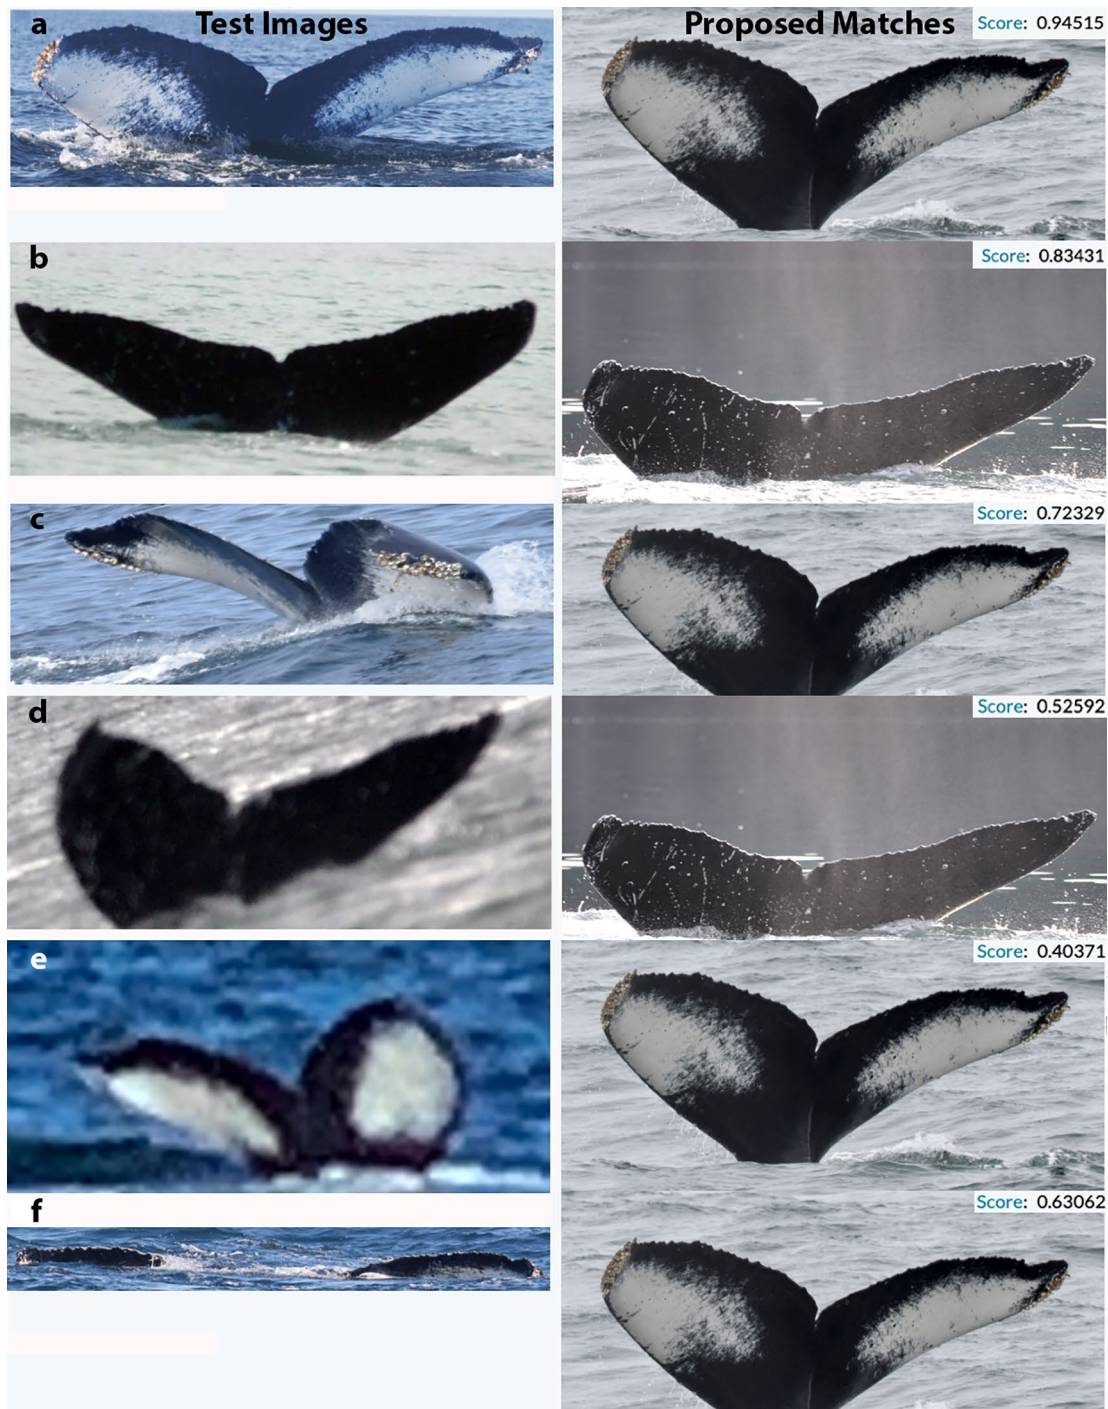 a Test Images Proposed Matches Score: 0.94515
b Score: 0.83431
c Score: 0.72329
d Score: 0.52592
e Score: 0.40371
f Score: 0.63062